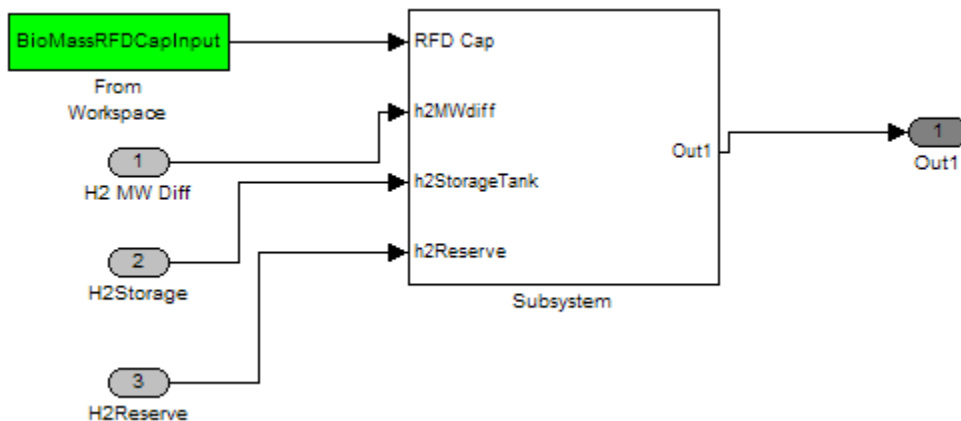 BioMassRFDCapInput
From
Workspace
1
H2 MW Diff
2
H2Storage
3
H2Reserve
RFD Cap
h2MWdiff
h2StorageTank
h2Reserve
Out1
Subsystem
1
Out1